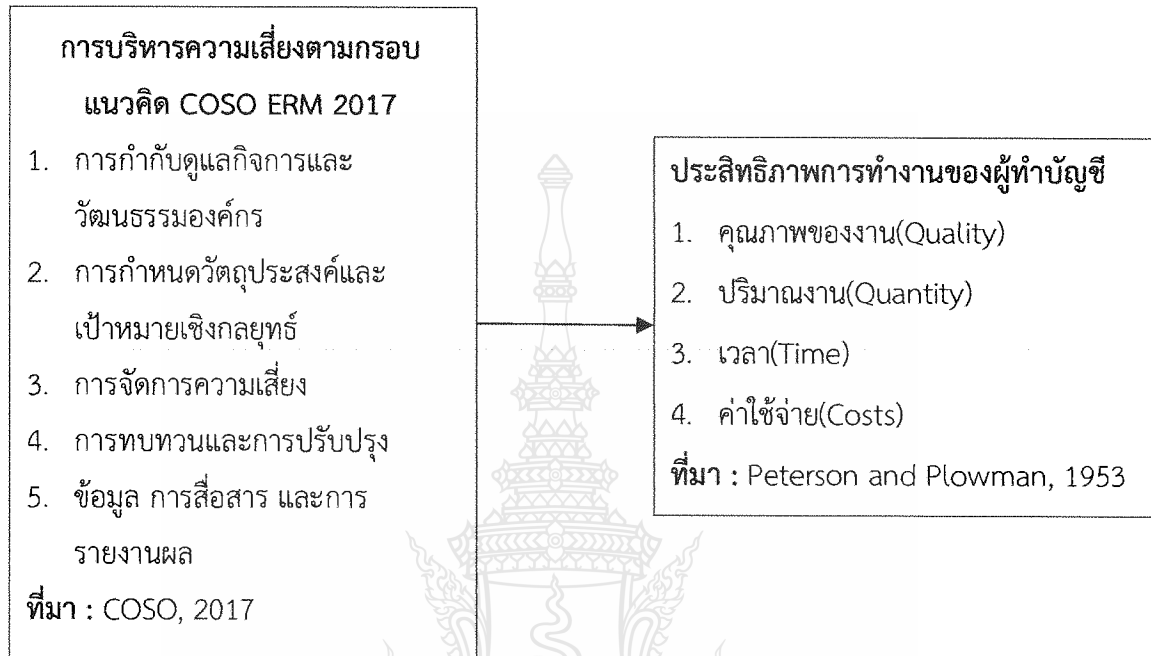 การบริหารความเสี่ยงตามกรอบ
แนวคิด COSO ERM 2017
1. การกำกับดูแลกิจการและ
วัฒนธรรมองค์กร
2. การกำหนดวัตถุประสงค์และ
เป้าหมายเชิงกลยุทธ์
3. การจัดการความเสี่ยง
4. การทบทวนและการปรับปรุง
5. ข้อมูล การสื่อสาร และการ
รายงานผล
ที่มา : COSO, 2017
ประสิทธิภาพการทำงานของผู้ทำบัญชี
1. คุณภาพของงาน(Quality)
2. ปริมาณงาน(Quantity)
3. เวลา(Time)
4. ค่าใช้จ่าย(Costs)
ที่มา : Peterson and Plowman, 1953